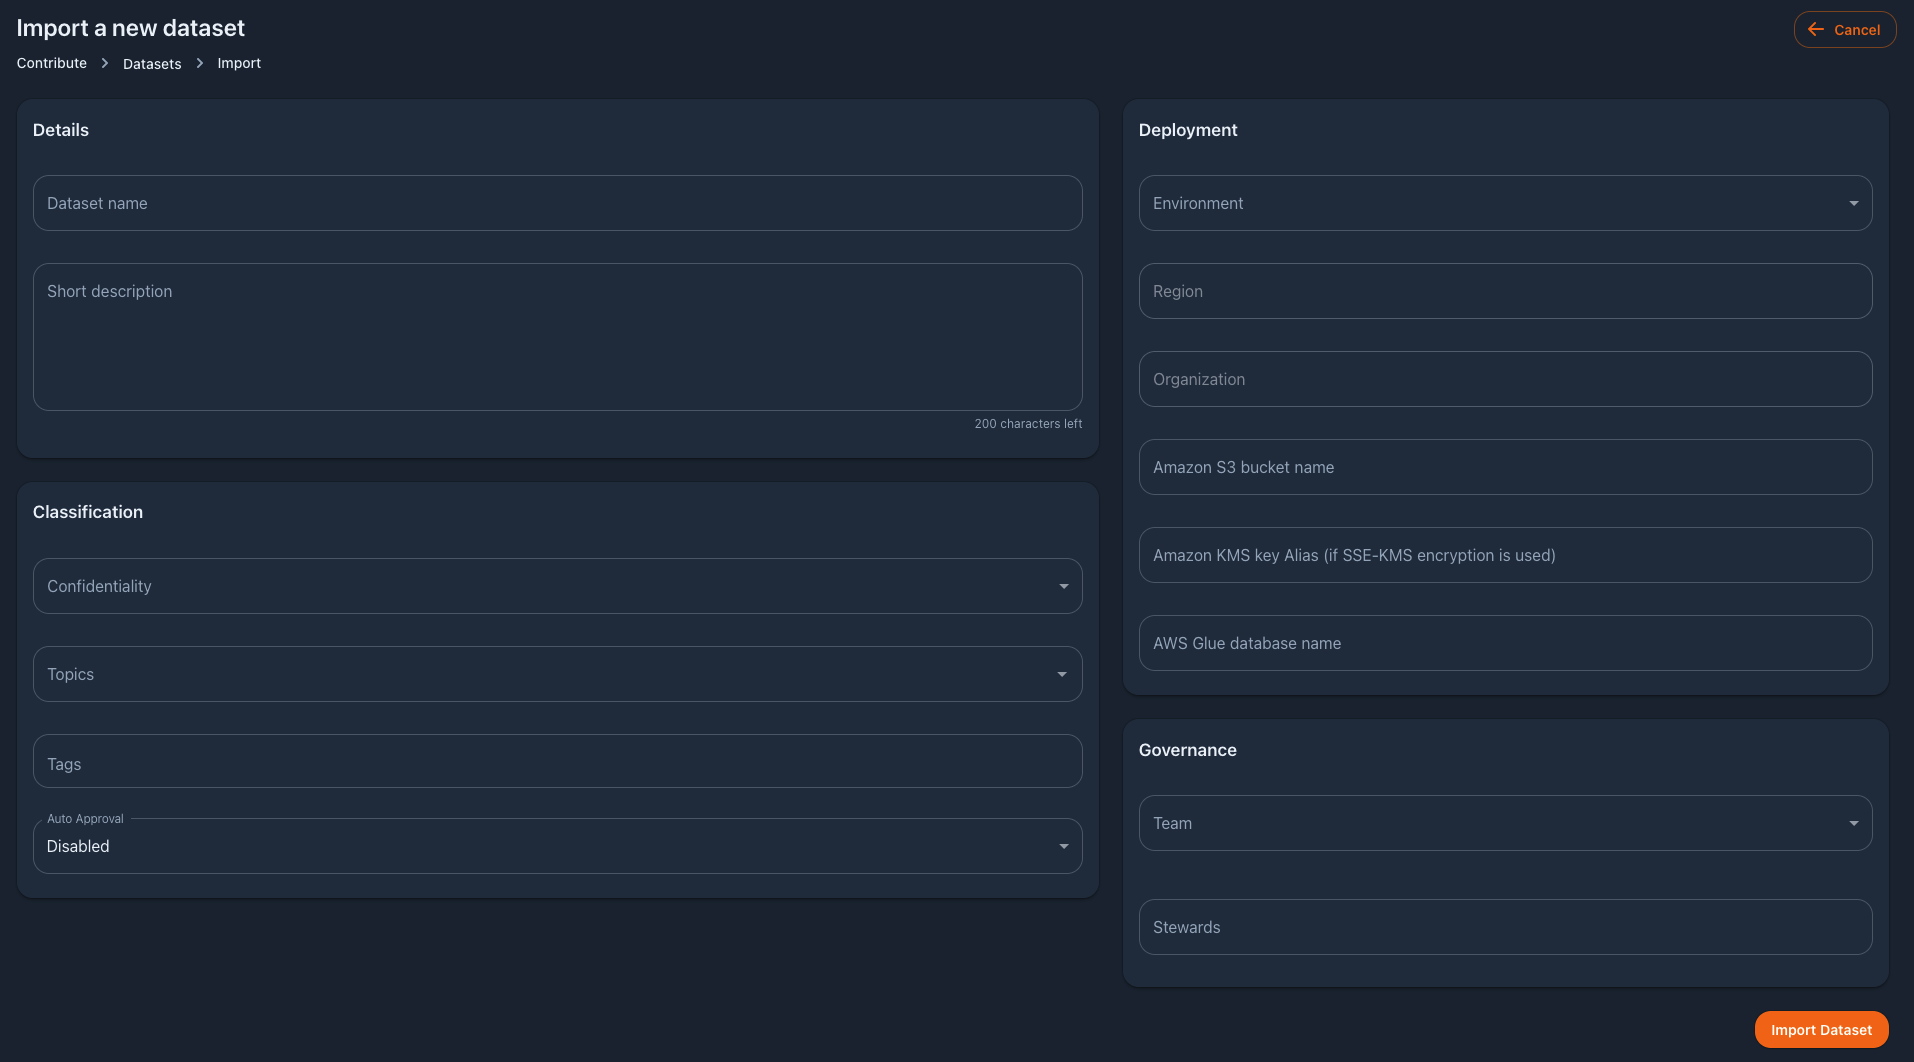 Import a new dataset
Cancel
Contribute > Datasets > Import
Details
Dataset name
Short description
200 characters left
Classification
Confidentiality
Topics
Tags
Auto Approval
Disabled
Deployment
Environment
Region
Organization
Amazon S3 bucket name
Amazon KMS key Alias (if SSE-KMS encryption is used)
AWS Glue database name
Governance
Team
Stewards
Import Dataset